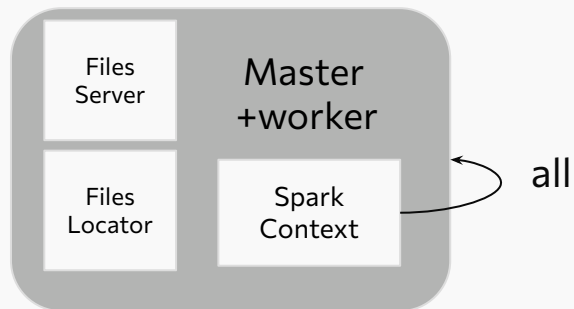 Files
Server
Master
+worker
Files
Locator
Spark
Context
all